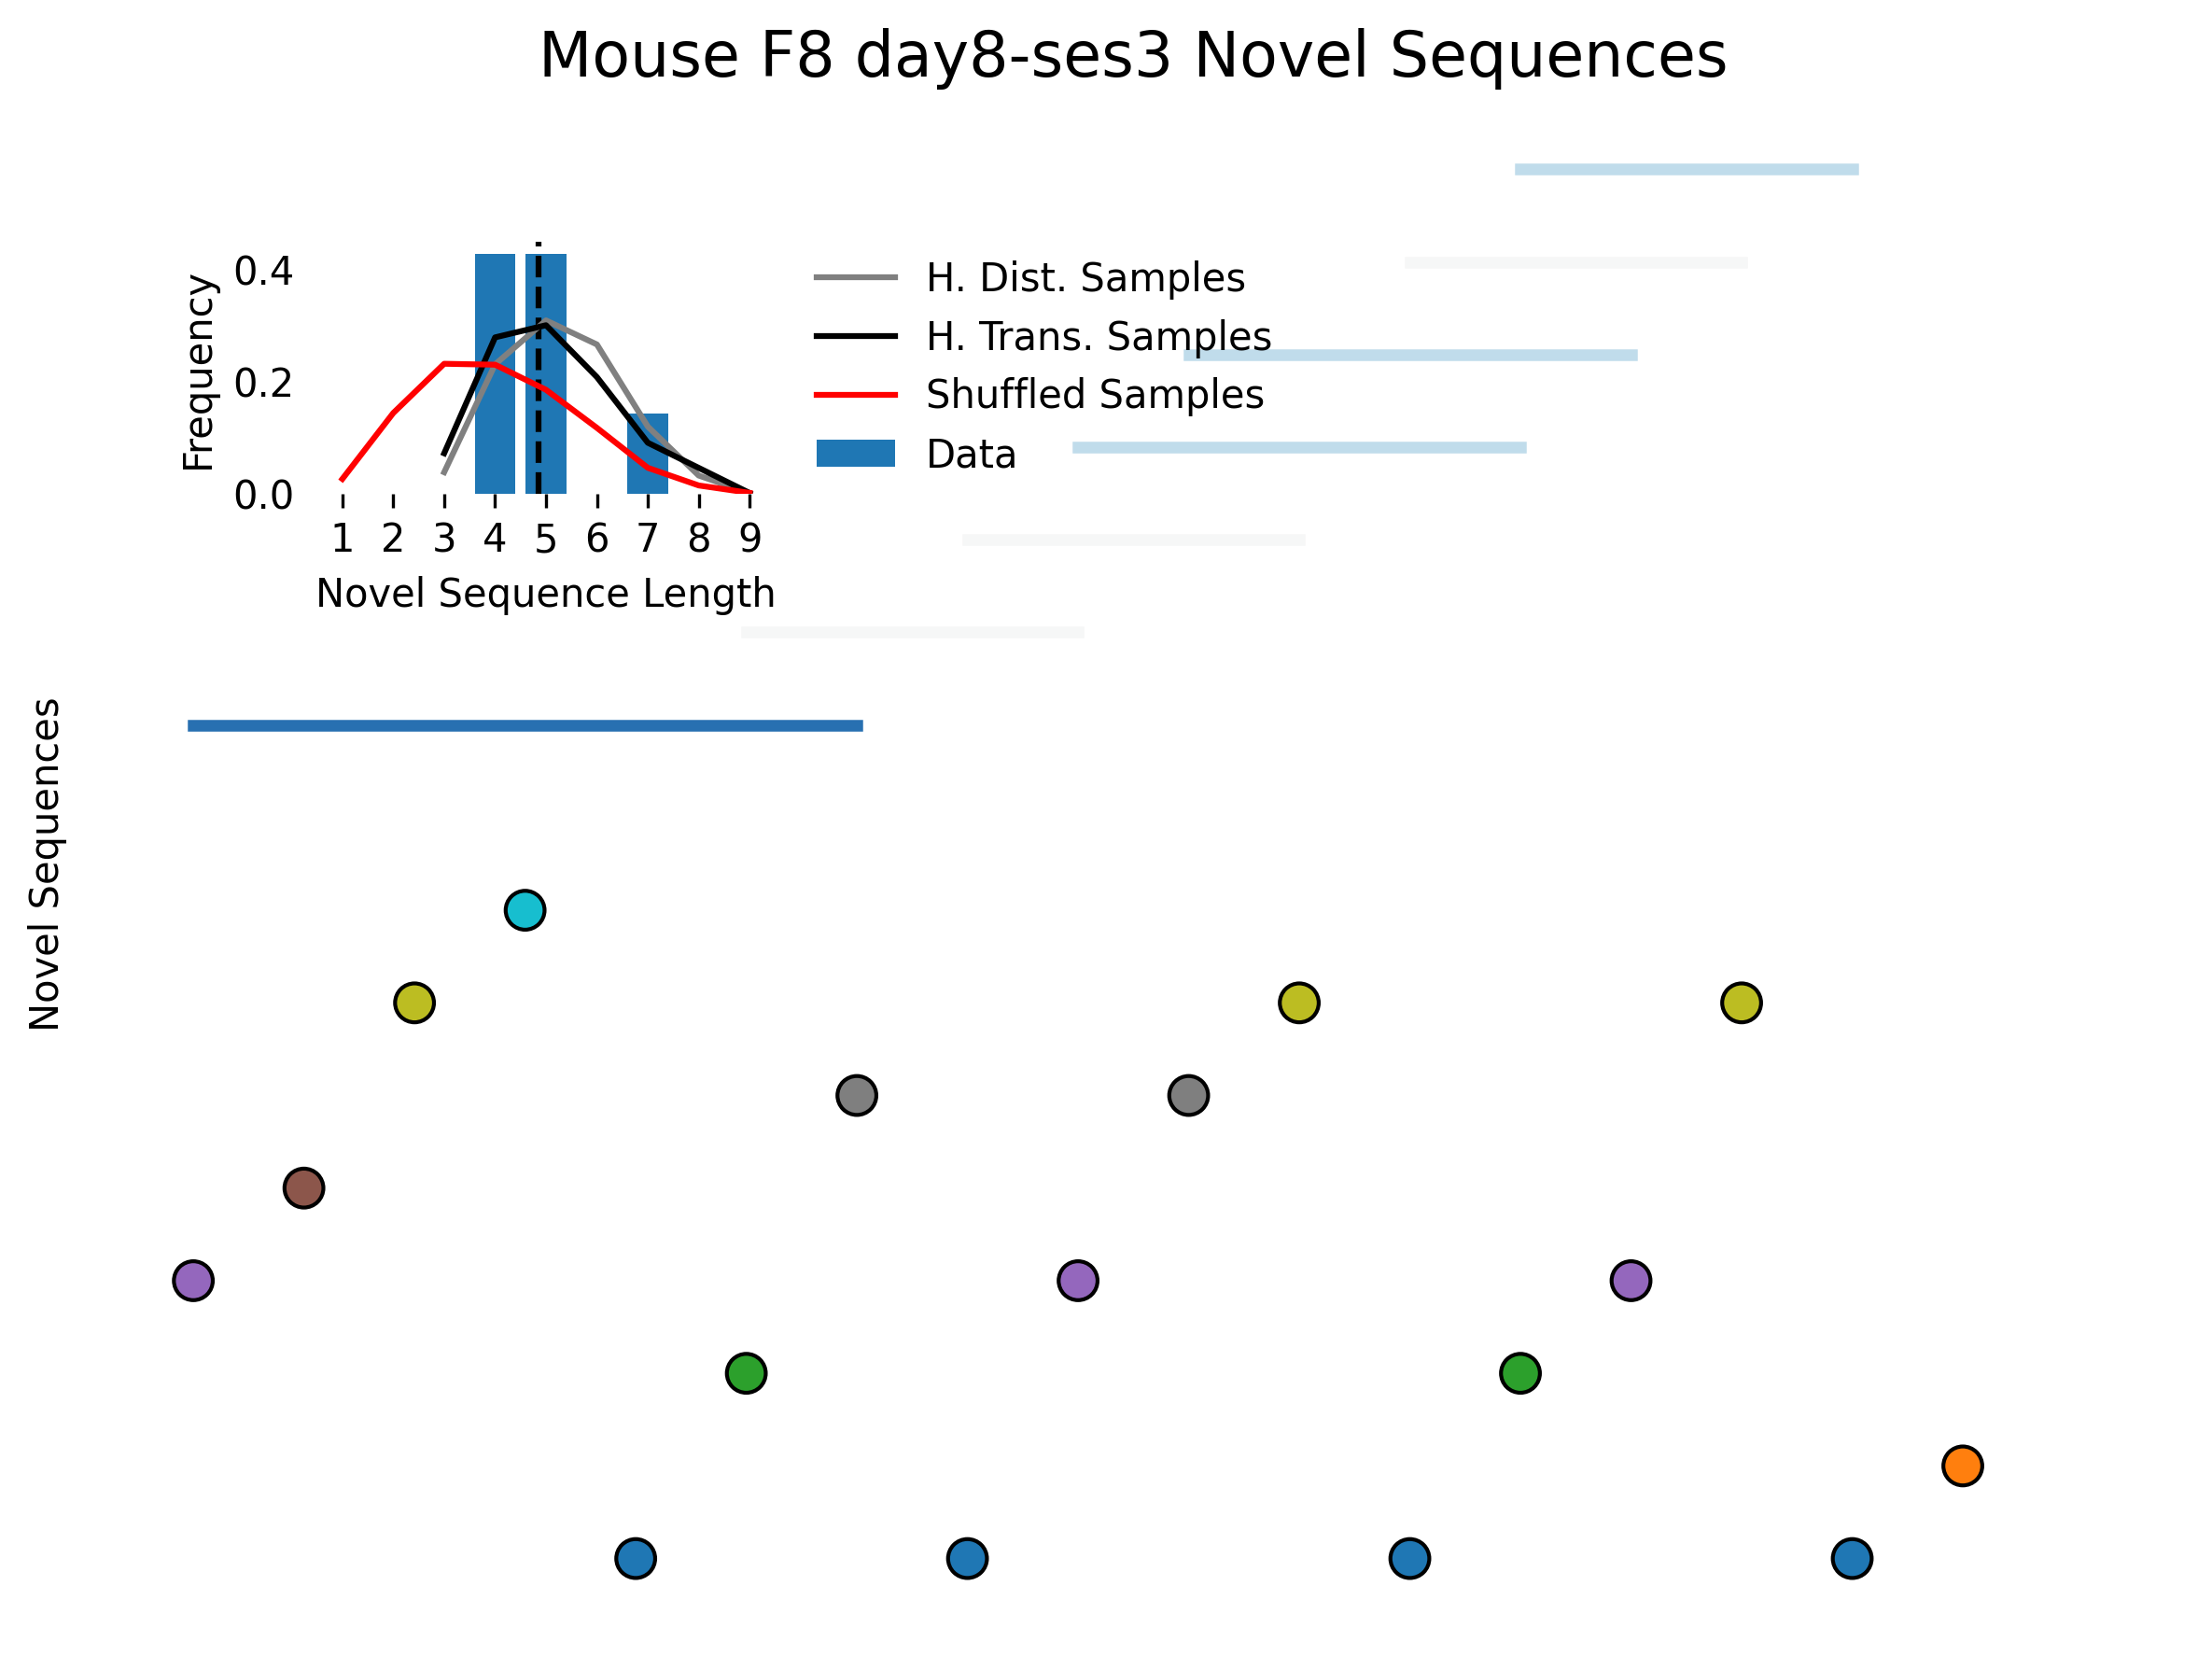 Mouse F8 day8-ses3 Novel Sequences
Frequency
0.4
0.2
0.0
1 2 3 4 5 6 7 8 9
Novel Sequence Length
H. Dist. Samples
H. Trans. Samples
Shuffled Samples
Data
Novel Sequences